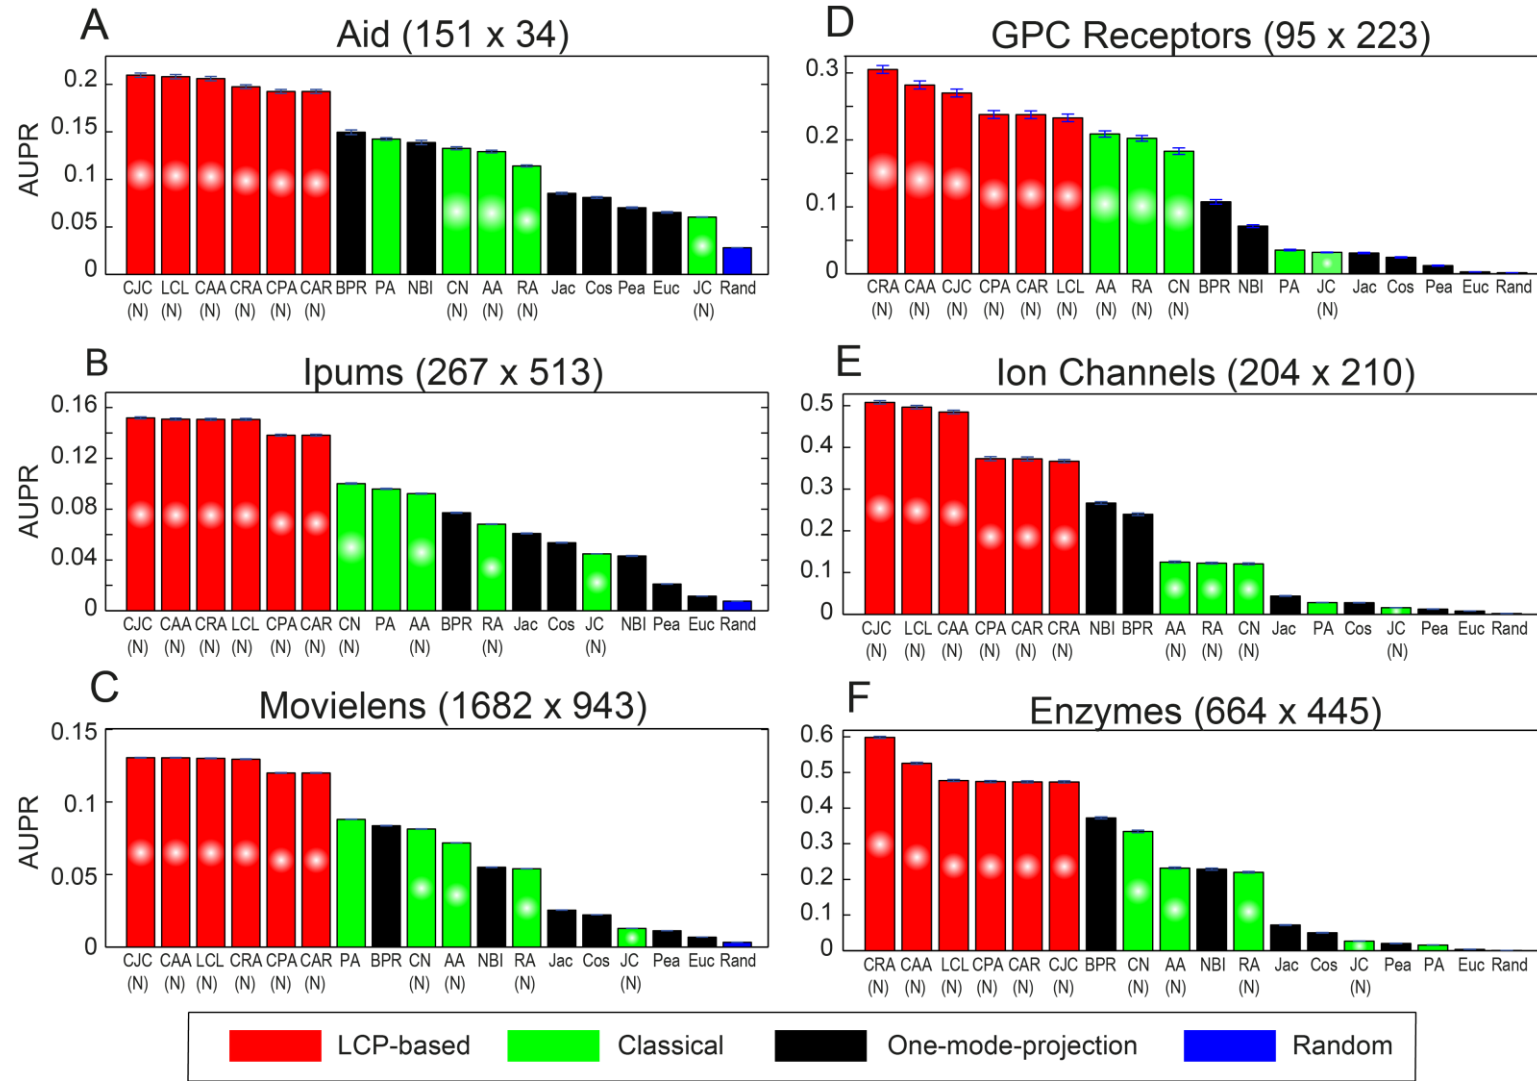 A
Aid (151 x 34)
AUPR
0.2
0.15
0.1
0.05
0
CJC LCL CAA CRA CPA CAR BPR PA NBI CN AA RA Jac Cos Pea Euc JC Rand
(N) (N) (N) (N) (N) (N) (N) (N) (N) (N)
B
Ipums (267 x 513)
AUPR
0.16
0.12
0.08
0.04
0
CJC CAA CRA LCL CPA CAR CN PA AA BPR RA Jac Cos JC NBI Pea Euc Rand
(N) (N) (N) (N) (N) (N) (N) (N) (N) (N)
C
Movielens (1682 x 943)
AUPR
0.15
0.1
0.05
0
CJC CAA LCL CRA CPA CAR PA BPR CN AA NBI RA Jac Cos JC Pea Euc Rand
(N) (N) (N) (N) (N) (N) (N) (N) (N) (N)
D
GPC Receptors (95 x 223)
0.3
0.2
0.1
0
CRA CAA CJC CPA CAR LCL AA RA CN BPR NBI PA JC Jac Cos Pea Euc Rand
(N) (N) (N) (N) (N) (N) (N) (N) (N) (N)
E
Ion Channels (204 x 210)
0.5
0.4
0.3
0.2
0.1
0
CJC LCL CAA CPA CAR CRA NBI BPR AA RA CN Jac PA Cos JC Pea Euc Rand
(N) (N) (N) (N) (N) (N) (N) (N) (N) (N)
F
Enzymes (664 x 445)
0.6
0.5
0.4
0.3
0.2
0.1
0
CRA CAA LCL CPA CAR CJC BPR CN AA NBI RA Jac Cos JC Pea PA Euc Rand
(N) (N) (N) (N) (N) (N) (N) (N) (N) (N)
LCP-based Classical One-mode-projection Random